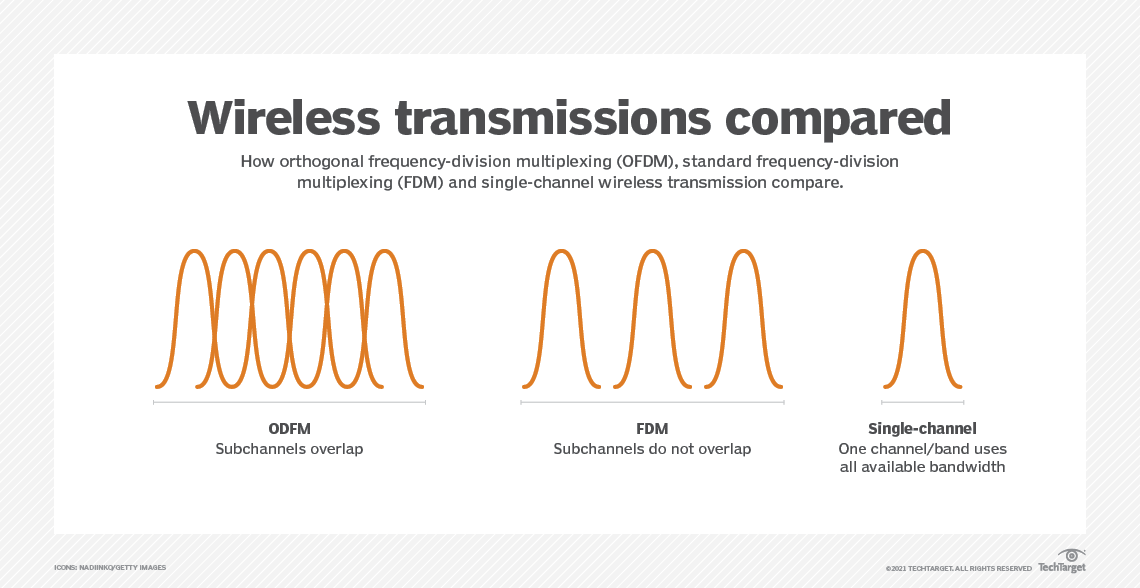 Wireless transmissions compared
How orthogonal frequency-division multiplexing (OFDM), standard frequency-division
multiplexing (FDM) and single-channel wireless transmission compare.
ODFM
Subchannels overlap
FDM
Subchannels do not overlap
Single-channel
One channel/band uses
all available bandwidth
ICONS: NADIINKO/GETTY IMAGES
©2021 TECHTARGET. ALL RIGHTS RESERVED
TechTarget